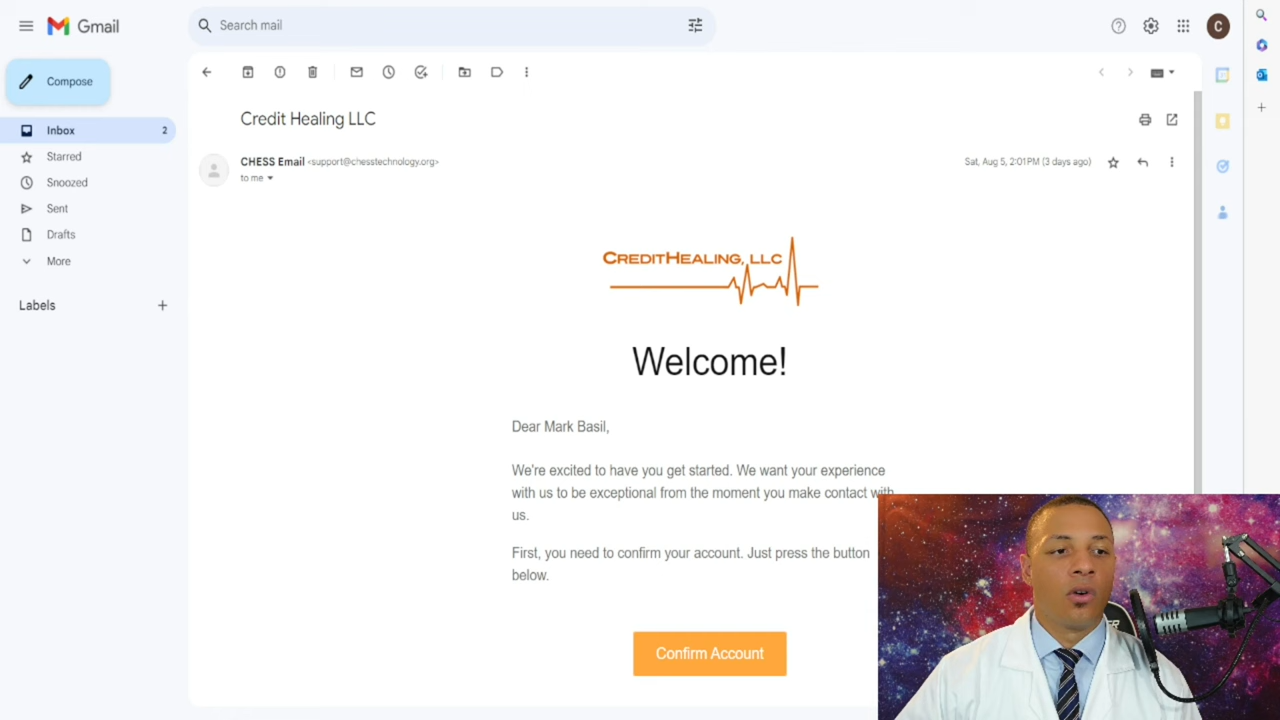 Gmail
Search mail
C
Compose
Inbox 2
Starred
Snoozed
Sent
Drafts
More
Labels
Credit Healing LLC
CHESS Email <support@chesstechnology.org>
Sat, Aug 5, 2:01 PM (3 days ago)
to me
CREDITHEALING, LLC
Welcome!
Dear Mark Basil,
We're excited to have you get started. We want your experience
with us to be exceptional from the moment you make contact with
us.
First, you need to confirm your account. Just press the button
below.
Confirm Account